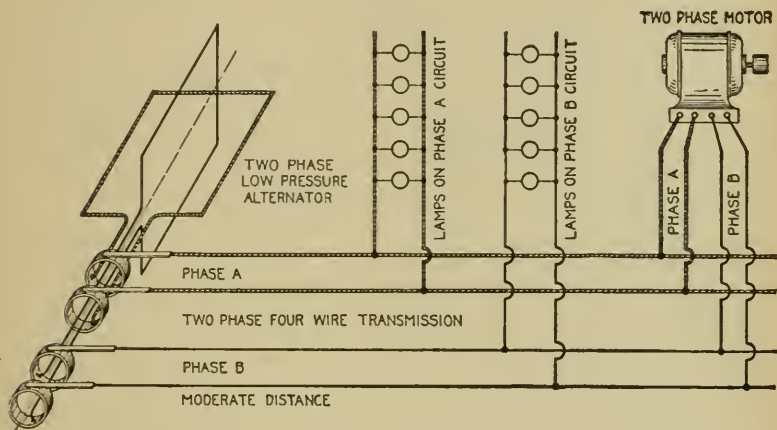 TWO PHASE MOTOR
LAMPS ON PHASE A CIRCUIT
LAMPS ON PHASE B CIRCUIT
TWO PHASE
LOW PRESSURE
ALTERNATOR
PHASE A
PHASE B
PHASE A
TWO PHASE FOUR WIRE TRANSMISSION
PHASE B
MODERATE DISTANCE